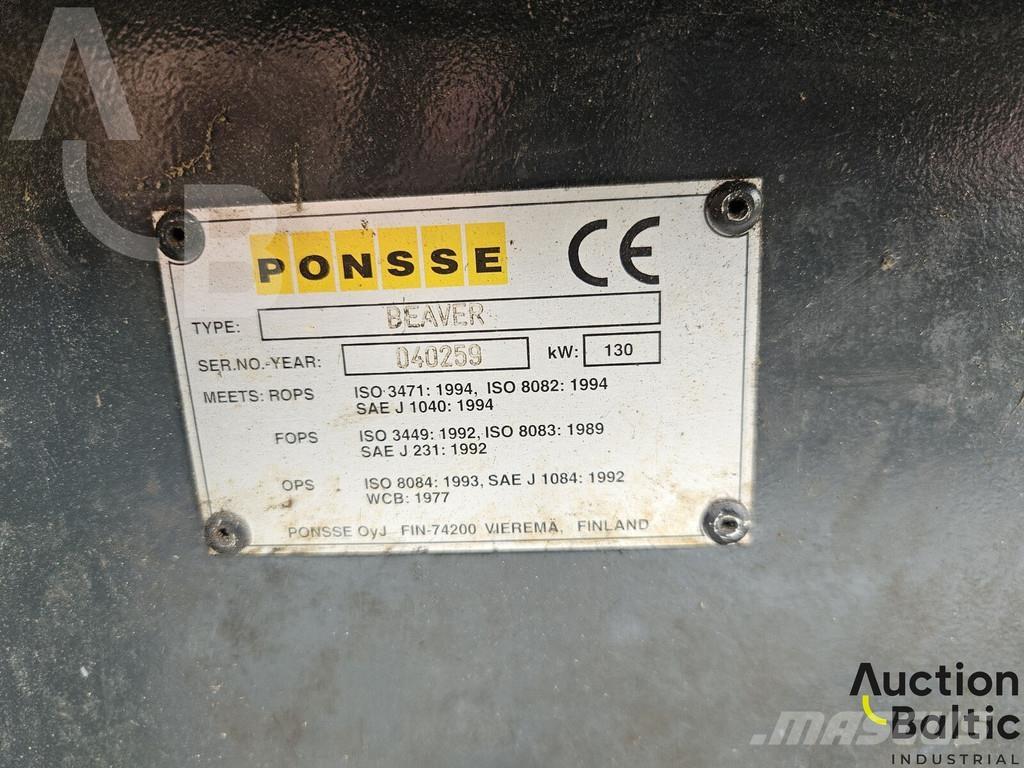 PONSSE CE
TYPE: BEAVER
SER.NO.-YEAR: 040259 kW: 130
MEETS: ROPS ISO 3471: 1994, ISO 8082: 1994
SAE J 1040: 1994
FOPS ISO 3449: 1992, ISO 8083: 1989
SAE J 231: 1992
OPS ISO 8084: 1993, SAE J 1084: 1992
WCB: 1977
PONSSE OyJ FIN-74200 VIEREMÄ, FINLAND
Auction
Baltic
MASCUS
INDUSTRIAL